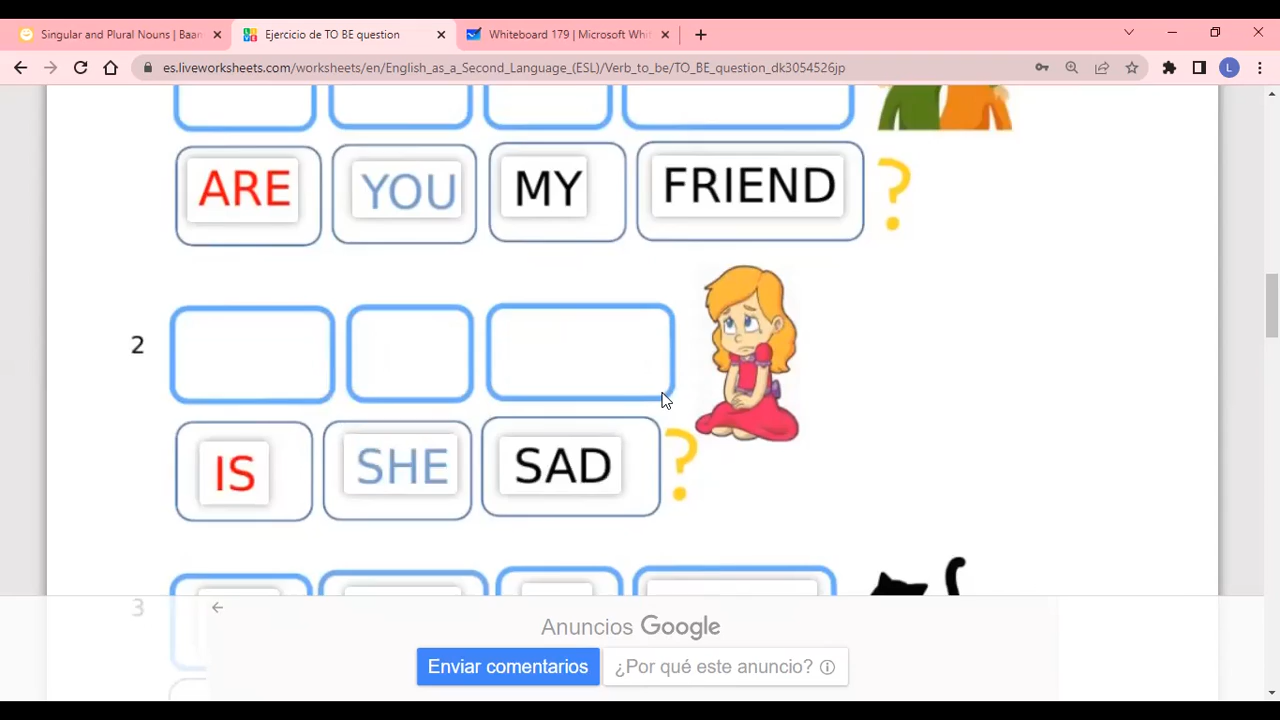 Singular and Plural Nouns | Baam
Ejercicio de TO BE question
Whiteboard 179 | Microsoft Whit
es.liveworksheets.com/worksheets/en/English_as_a_Second_Language_(ESL)/Verb_to_be/TO_BE_question_dk3054526jp
L
ARE YOU MY FRIEND ?
2
IS SHE SAD ?
3
Anuncios Google
Enviar comentarios
¿Por qué este anuncio?